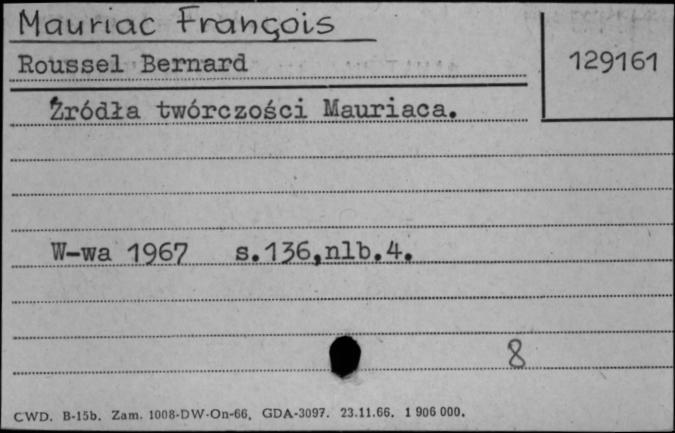 Mauriac François
Roussel Bernard
129161
Źródła twórczości Mauriaca.
W-wa 1967 s.136,nlb.4.
8
CWD. B-15b. Zam. 1008-DW-On-66. GDA-3097. 23.11.66. 1 906 000.